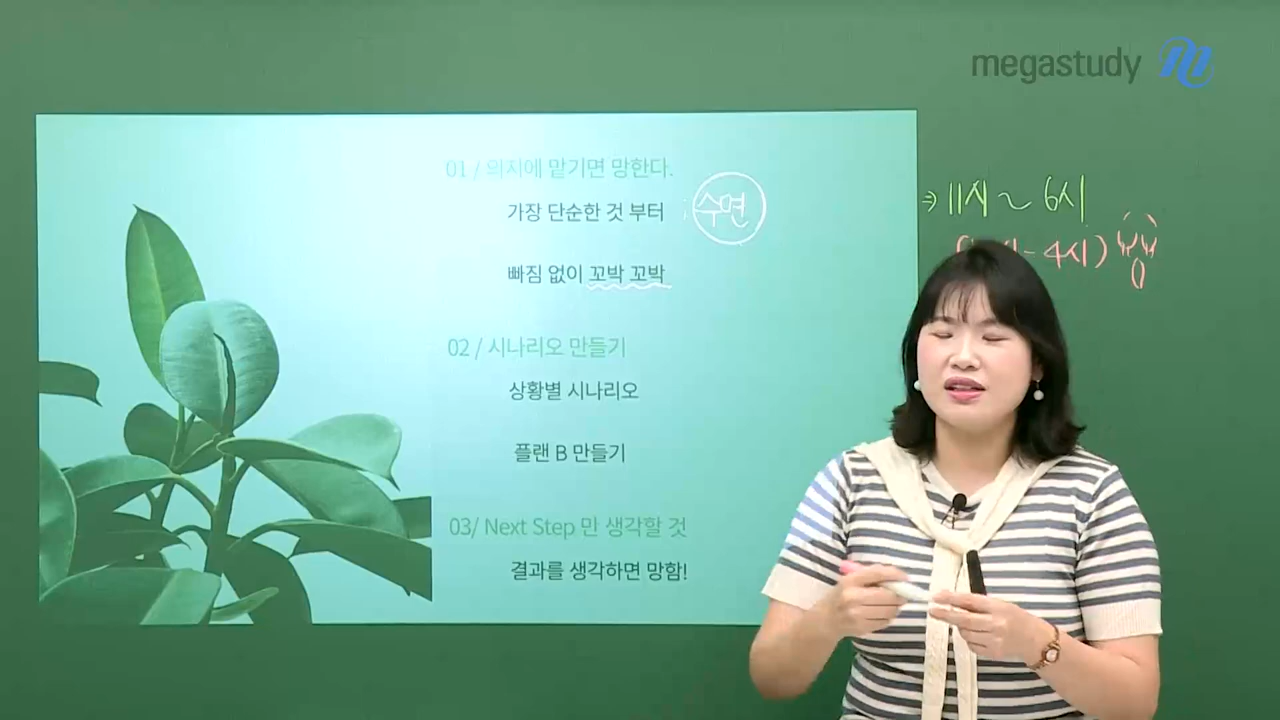 megastudy
01 / 의지에 맡기면 망한다.
가장 단순한 것 부터 수면
빠짐 없이 꼬박 꼬박
02 / 시나리오 만들기
상황별 시나리오
플랜 B 만들기
03/ Next Step 만 생각할 것
결과를 생각하면 망함!
⇒ 11시 ~ 6시
-4시)